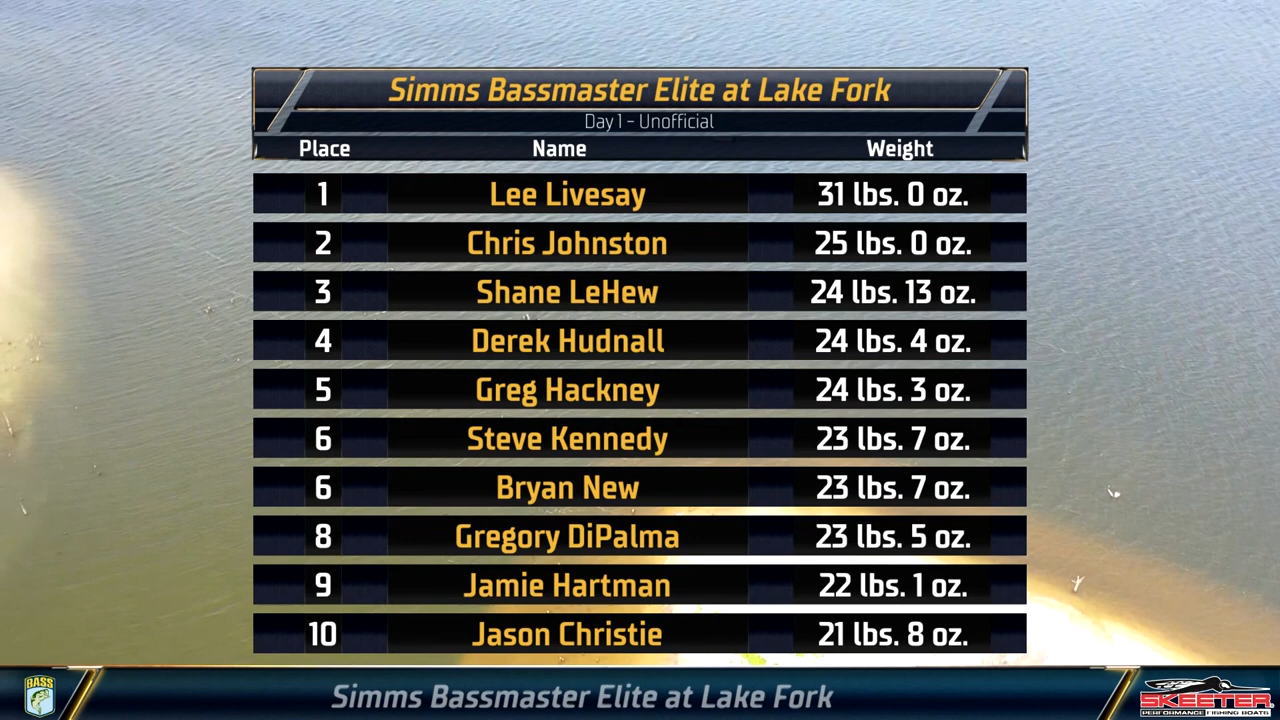 Simms Bassmaster Elite at Lake Fork
Day 1 - Unofficial
Place Name Weight
1 Lee Livesay 31 lbs. 0 oz.
2 Chris Johnston 25 lbs. 0 oz.
3 Shane LeHew 24 lbs. 13 oz.
4 Derek Hudnall 24 lbs. 4 oz.
5 Greg Hackney 24 lbs. 3 oz.
6 Steve Kennedy 23 lbs. 7 oz.
6 Bryan New 23 lbs. 7 oz.
8 Gregory DiPalma 23 lbs. 5 oz.
9 Jamie Hartman 22 lbs. 1 oz.
10 Jason Christie 21 lbs. 8 oz.
BASS
Simms Bassmaster Elite at Lake Fork
SKEETER
PERFORMANCE FISHING BOATS